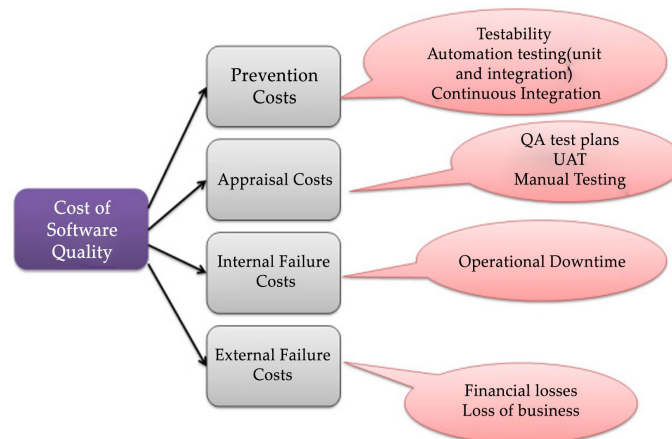 Cost of
Software
Quality
Prevention
Costs
Testability
Automation testing(unit
and integration)
Continuous Integration
Appraisal Costs
QA test plans
UAT
Manual Testing
Internal Failure
Costs
Operational Downtime
External Failure
Costs
Financial losses
Loss of business